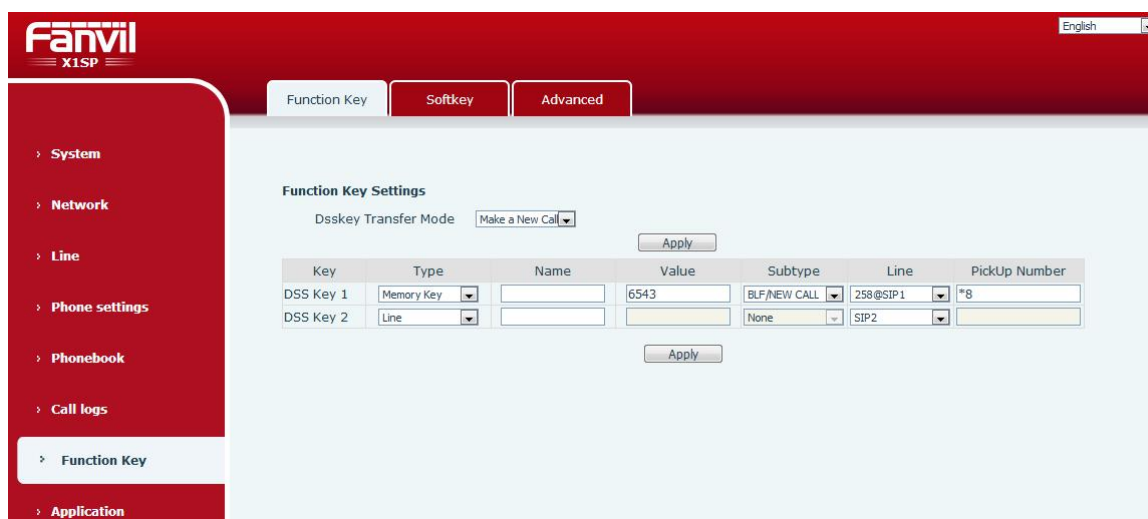 English
Fanvil
X1SP
Function Key Softkey Advanced
System
Network
Line
Phone settings
Phonebook
Call logs
Function Key
Application
Function Key Settings
Dsskey Transfer Mode Make a New Call
Apply
Key Type Name Value Subtype Line PickUp Number
DSS Key 1 Memory Key 6543 BLF/NEW CALL 258@SIP1 *8
DSS Key 2 Line None SIP2
Apply